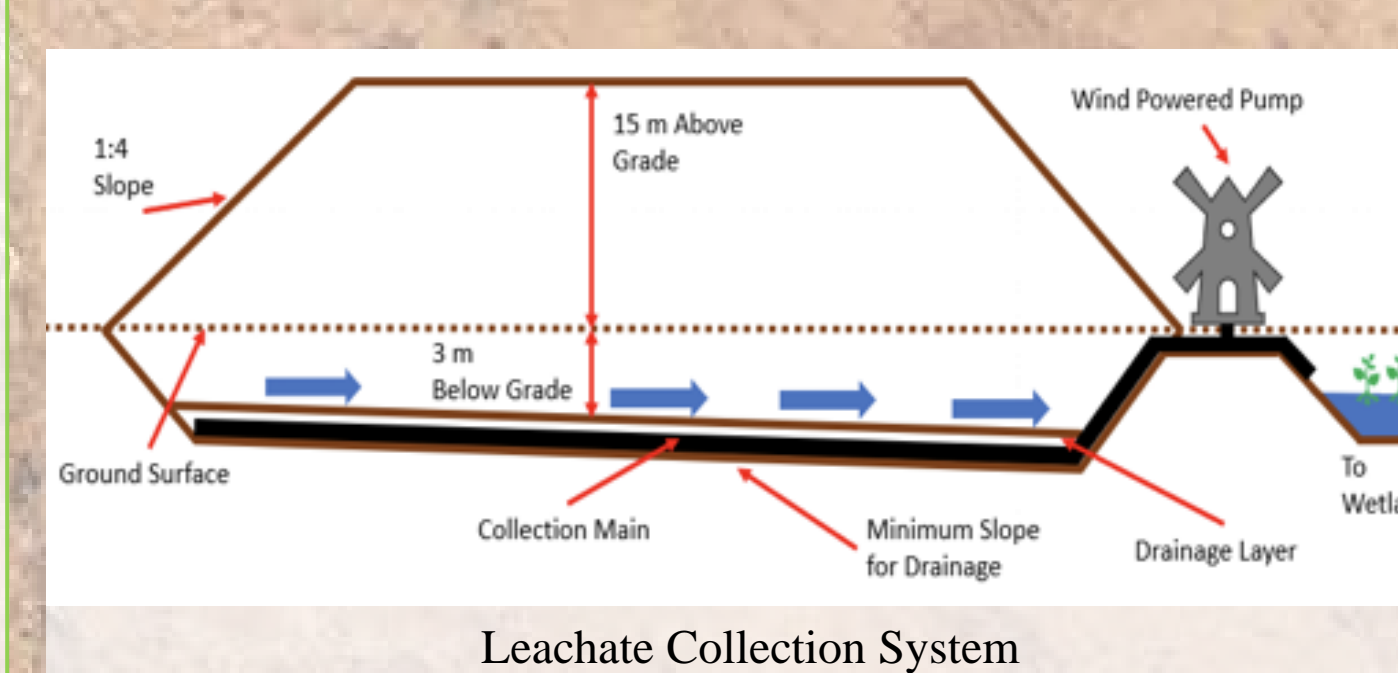 Wind Powered Pump
15 m Above
Grade
1:4
Slope
3 m
Below Grade
Ground Surface
Collection Main
Minimum Slope
for Drainage
Drainage Layer
To
Leachate Collection System